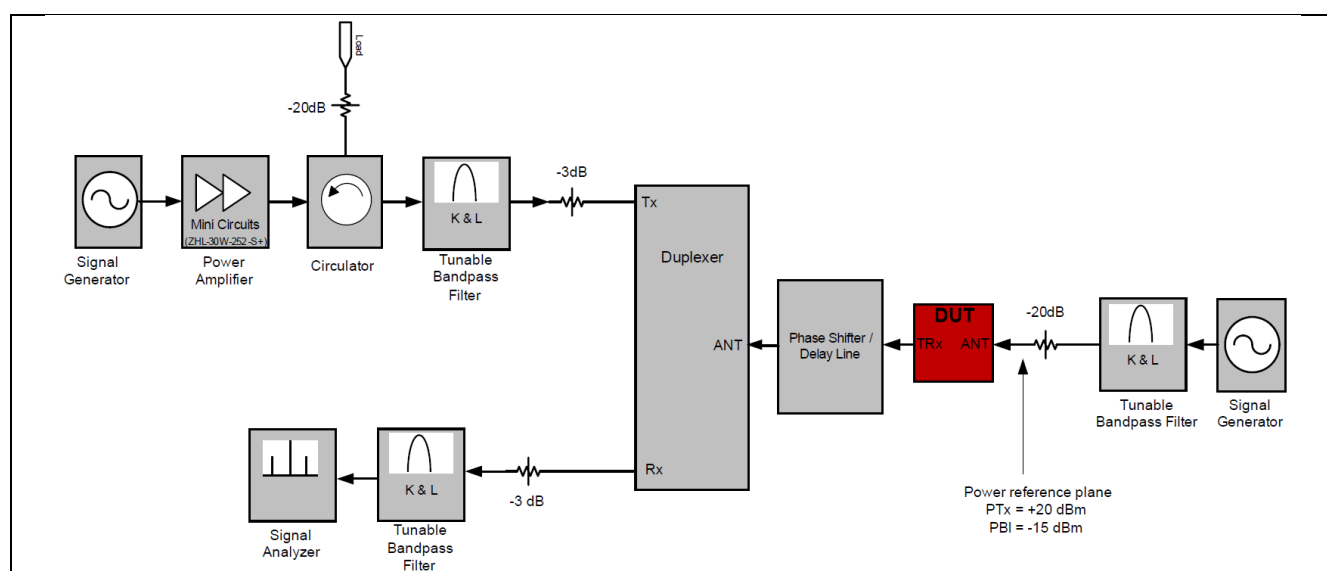 Load
-20dB
-3dB
Mini Circuits
(ZHL-30W-252-S+)
K & L
Signal
Generator
Power
Amplifier
Circulator
Tunable
Bandpass
Filter
Tx
Duplexer
ANT
Rx
Phase Shifter /
Delay Line
DUT
TRx
ANT
-20dB
K & L
Tunable
Bandpass Filter
Signal
Generator
Power reference plane
PTx = +20 dBm
PBI = -15 dBm
K & L
-3 dB
Signal
Analyzer
Tunable
Bandpass
Filter